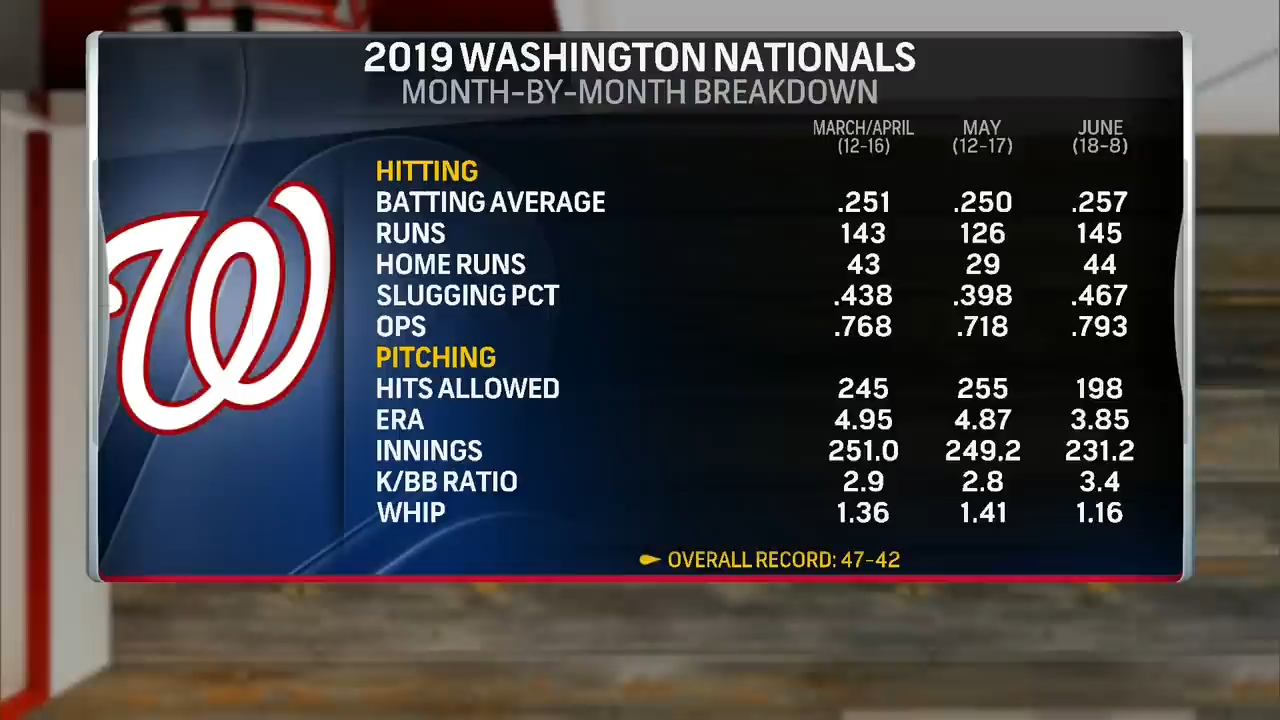 2019 WASHINGTON NATIONALS
MONTH-BY-MONTH BREAKDOWN
MARCH/APRIL MAY JUNE
(12-16) (12-17) (18-8)
HITTING
BATTING AVERAGE .251 .250 .257
RUNS 143 126 145
HOME RUNS 43 29 44
SLUGGING PCT .438 .398 .467
OPS .768 .718 .793
PITCHING
HITS ALLOWED 245 255 198
ERA 4.95 4.87 3.85
INNINGS 251.0 249.2 231.2
K/BB RATIO 2.9 2.8 3.4
WHIP 1.36 1.41 1.16
OVERALL RECORD: 47-42
W